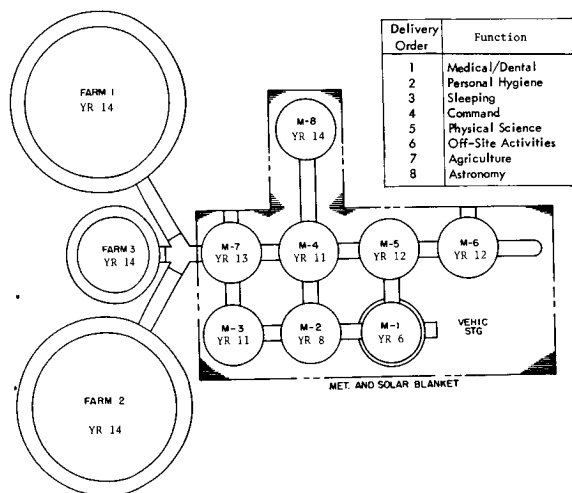 Delivery Order Function
1 Medical/Dental
2 Personal Hygiene
3 Sleeping
4 Command
5 Physical Science
6 Off-Site Activities
7 Agriculture
8 Astronomy
FARM 1
YR 14
M-8
YR 14
FARM 3
YR 14
M-7
YR 13
M-4
YR 11
M-5
YR 12
M-6
YR 12
M-3
YR 11
M-2
YR 8
M-1
YR 6
VEHIC
STG
MET. AND SOLAR BLANKET
FARM 2
YR 14